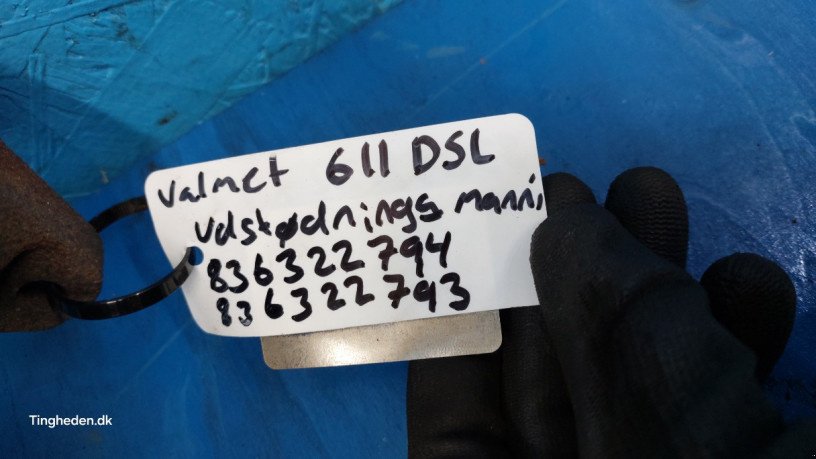 Valmet 611 DSL
Udstødnings manni
836322794
836322793
Tingheden.dk